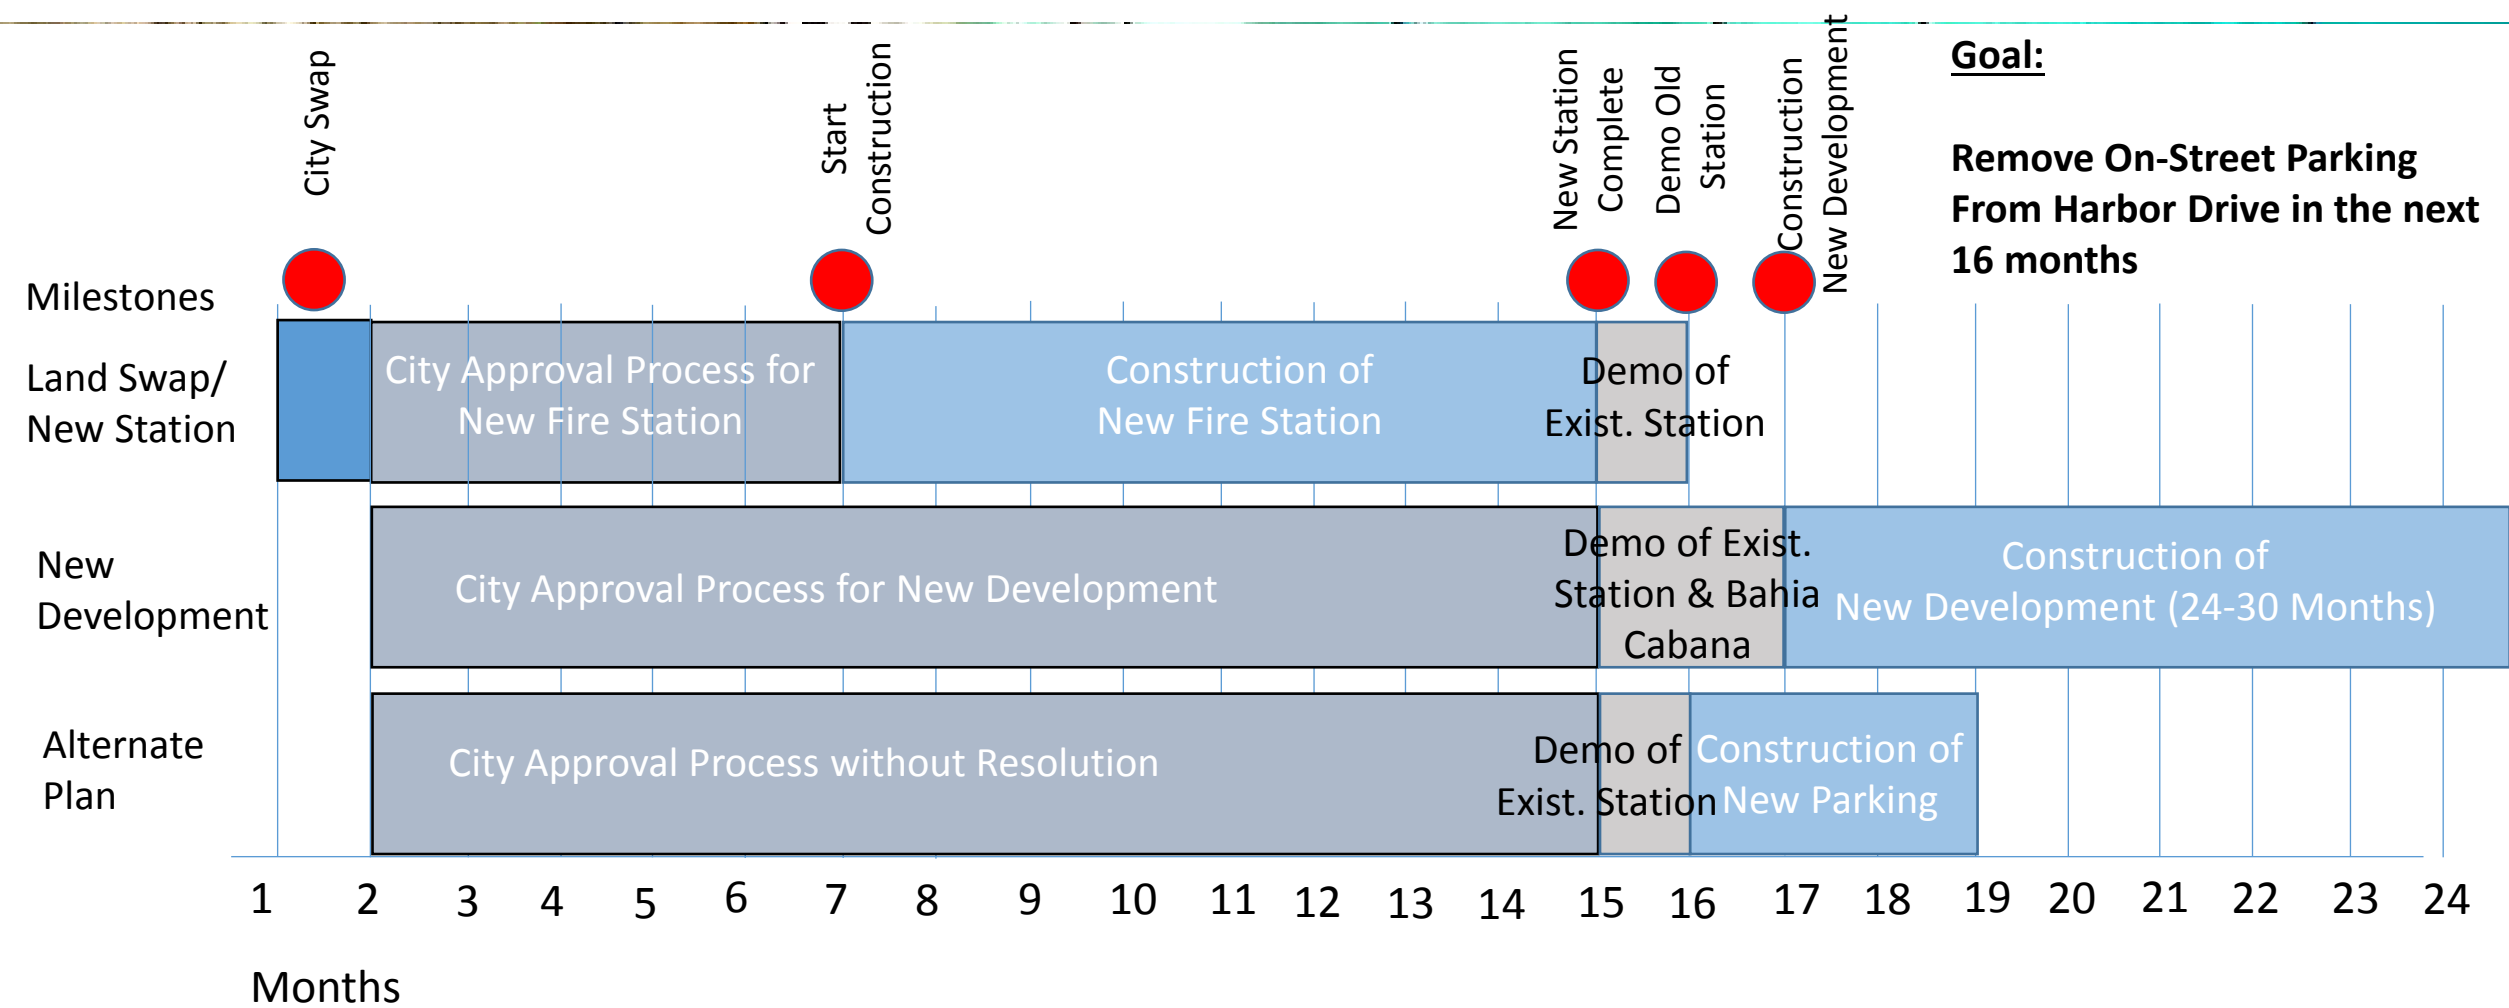 City Swap
Start
Construction
New Station
Complete
Demo Old
Station
Construction
New Development
Goal:
Remove On-Street Parking
From Harbor Drive in the next
16 months
Milestones
Land Swap/
New Station
City Approval Process for
New Fire Station
Construction of
New Fire Station
Demo of
Exist. Station
New
Development
City Approval Process for New Development
Demo of Exist.
Station & Bahia
Cabana
Construction of
New Development (24-30 Months)
Alternate
Plan
City Approval Process without Resolution
Demo of
Exist. Station
Construction of
New Parking
1 2 3 4 5 6 7 8 9 10 11 12 13 14 15 16 17 18 19 20 21 22 23 24
Months